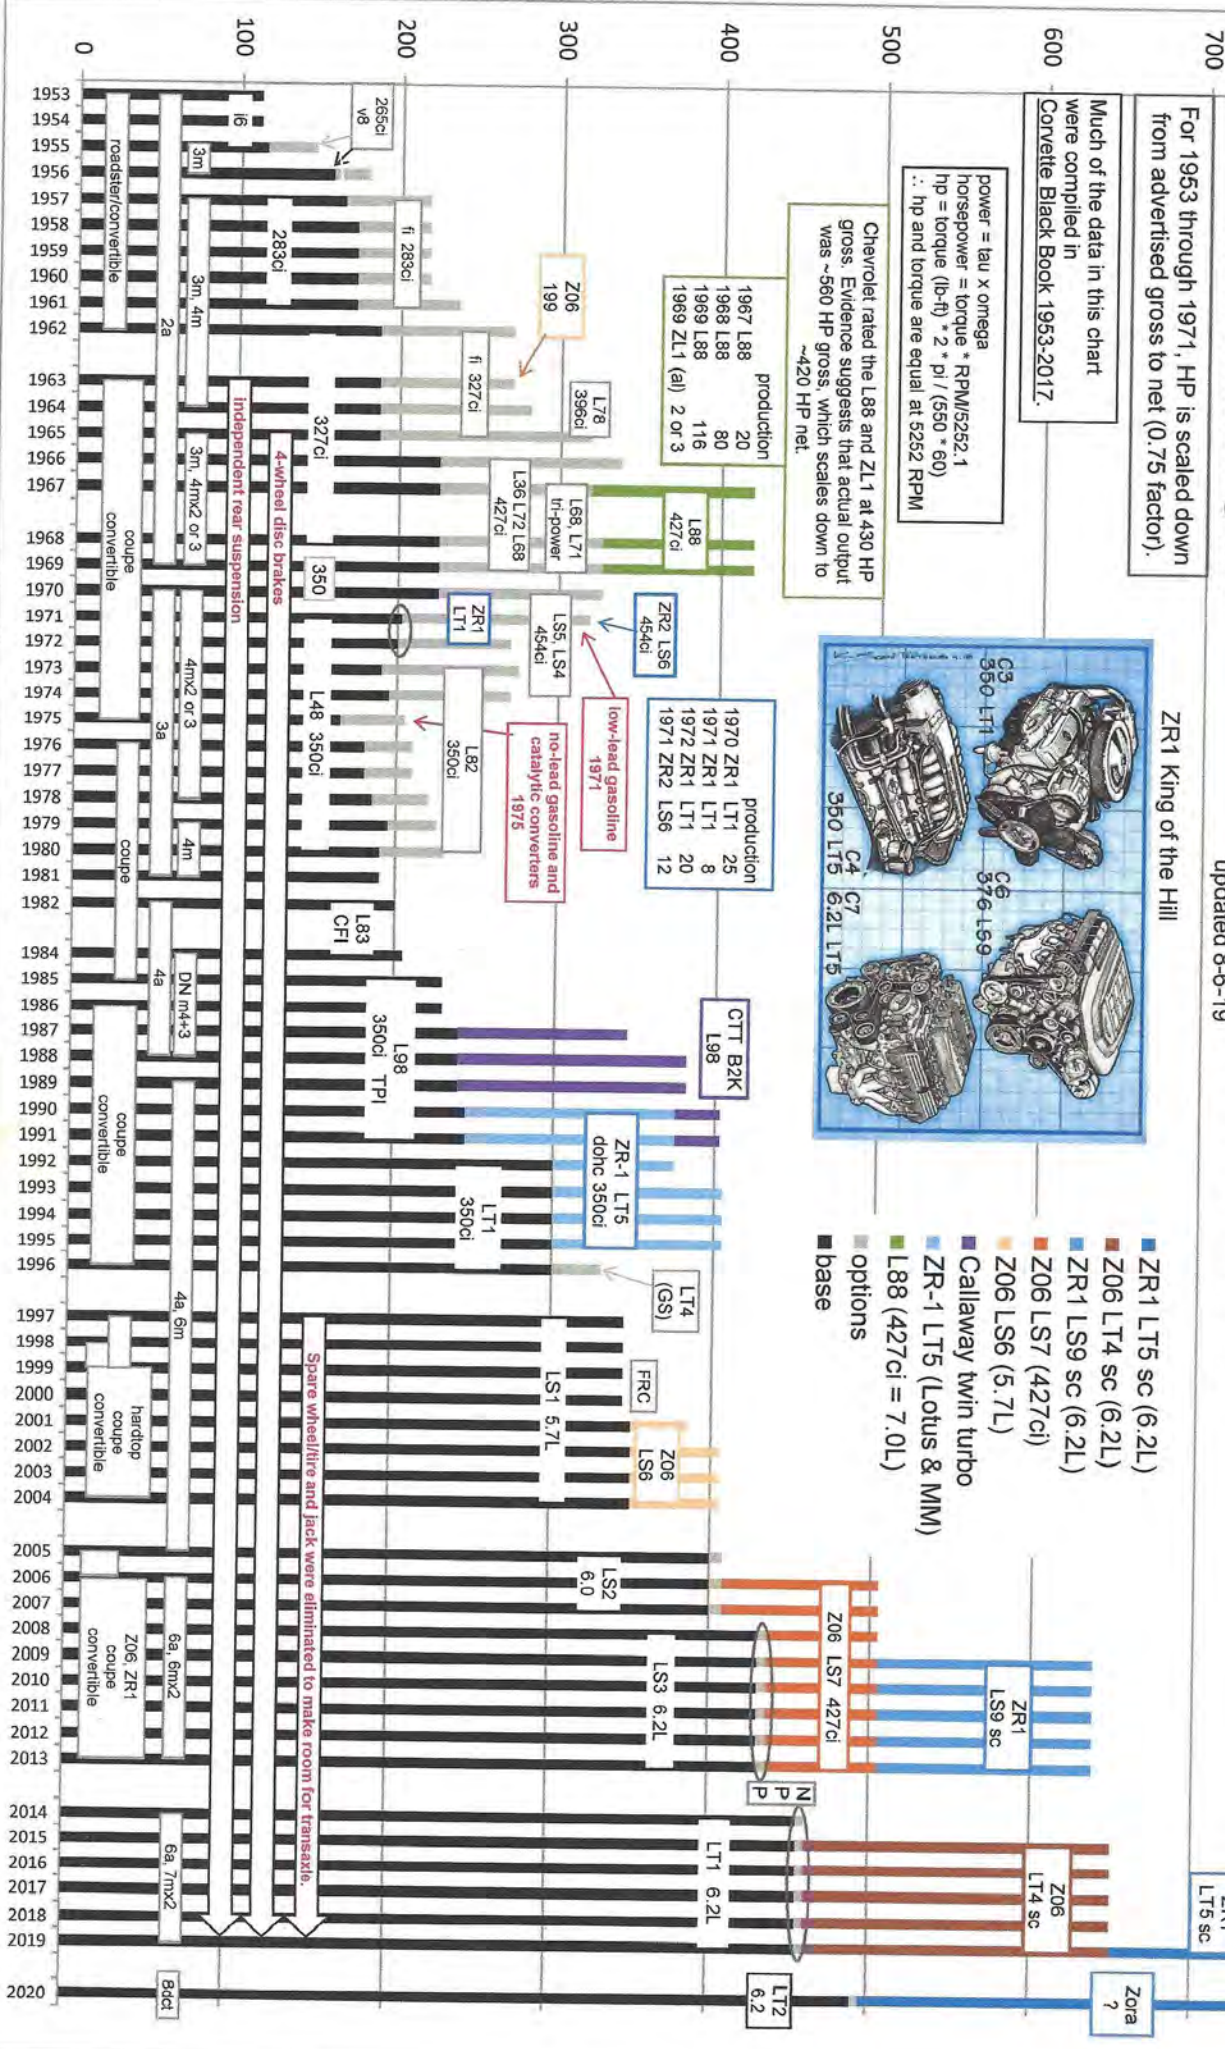 updated 8-6-19
700
600
500
400
300
200
100
0
For 1953 through 1971, HP is scaled down
from advertised gross to net (0.75 factor).
Much of the data in this chart
were compiled in
Corvette Black Book 1953-2017.
power = tau x omega
horsepower = torque * RPM/5252.1
hp = torque (lb-ft) * 2 * pi / (550 * 60)
∴ hp and torque are equal at 5252 RPM
Chevrolet rated the L88 and ZL1 at 430 HP
gross. Evidence suggests that actual output
was ~560 HP gross, which scales down to
~420 HP net.
production
1967 L88 20
1968 L88 80
1969 L88 116
1969 ZL1 (al) 2 or 3
ZR1 King of the Hill
C3
350 LT1
C6
376 LS9
C4
350 LT5
C7
6.2L LT5
ZR1 LT5 sc (6.2L)
Z06 LT4 sc (6.2L)
ZR1 LS9 sc (6.2L)
Z06 LS7 (427ci)
Z06 LS6 (5.7L)
Callaway twin turbo
ZR-1 LT5 (Lotus & MM)
L88 (427ci = 7.0L)
options
base
production
1970 ZR1 LT1 25
1971 ZR1 LT1 8
1972 ZR1 LT1 20
1971 ZR2 LS6 12
low-lead gasoline
1971
no-lead gasoline and
catalytic converters
1975
265ci
v8
i6
283ci
fi 283ci
Z06
199
fi 327ci
327ci
L78
396ci
L36 L72 L68
427ci
L68, L71
tri-power
L88
427ci
350
ZR1
LT1
LS5, LS4
454ci
ZR2 LS6
454ci
L48 350ci
L82
350ci
L83
CFI
L98
350ci TPI
CTT B2K
L98
ZR-1 LT5
dohc 350ci
LT1
350ci
LT4
(GS)
LS1 5.7L
FRC
Z06
LS6
LS2
6.0
Z06 LS7 427ci
LS3 6.2L
ZR1
LS9 sc
N P P
LT1 6.2L
Z06
LT4 sc
LT5 sc
LT2
6.2
Zora
?
independent rear suspension
4-wheel disc brakes
Spare wheel/tire and jack were eliminated to make room for transaxle.
3m
3m, 4m
2a
3m, 4mx2 or 3
4mx2 or 3
3a
4m
DN m4+3
4a
4a, 6m
6a, 6mx2
6a, 7mx2
8dct
roadster/convertible
coupe
convertible
coupe
coupe
convertible
hardtop
coupe
convertible
Z06, ZR1
coupe
convertible
1953
1954
1955
1956
1957
1958
1959
1960
1961
1962
1963
1964
1965
1966
1967
1968
1969
1970
1971
1972
1973
1974
1975
1976
1977
1978
1979
1980
1981
1982
1984
1985
1986
1987
1988
1989
1990
1991
1992
1993
1994
1995
1996
1997
1998
1999
2000
2001
2002
2003
2004
2005
2006
2007
2008
2009
2010
2011
2012
2013
2014
2015
2016
2017
2018
2019
2020